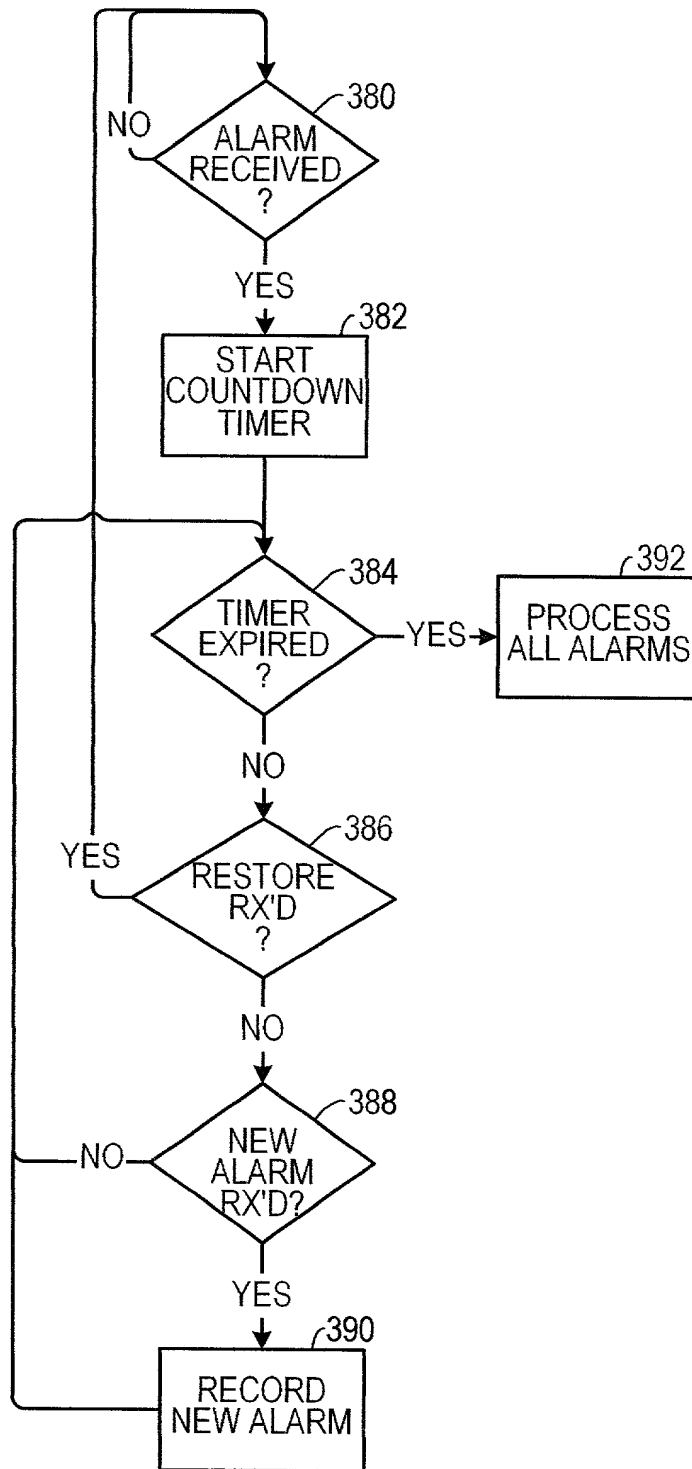 380
NO
ALARM
RECEIVED
?
YES
382
START
COUNTDOWN
TIMER
384
TIMER
EXPIRED
?
YES
392
PROCESS
ALL ALARMS
NO
386
YES
RESTORE
RX'D
?
NO
388
NO
NEW
ALARM
RX'D?
YES
390
RECORD
NEW ALARM